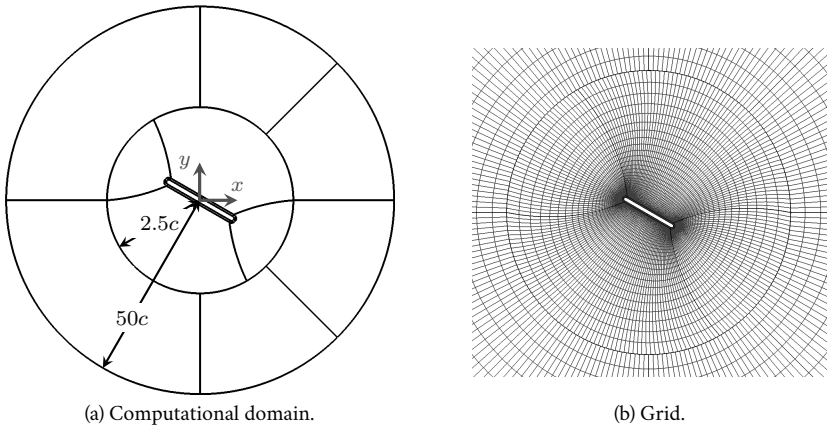 y
x
2.5c
50c
(a) Computational domain.
(b) Grid.